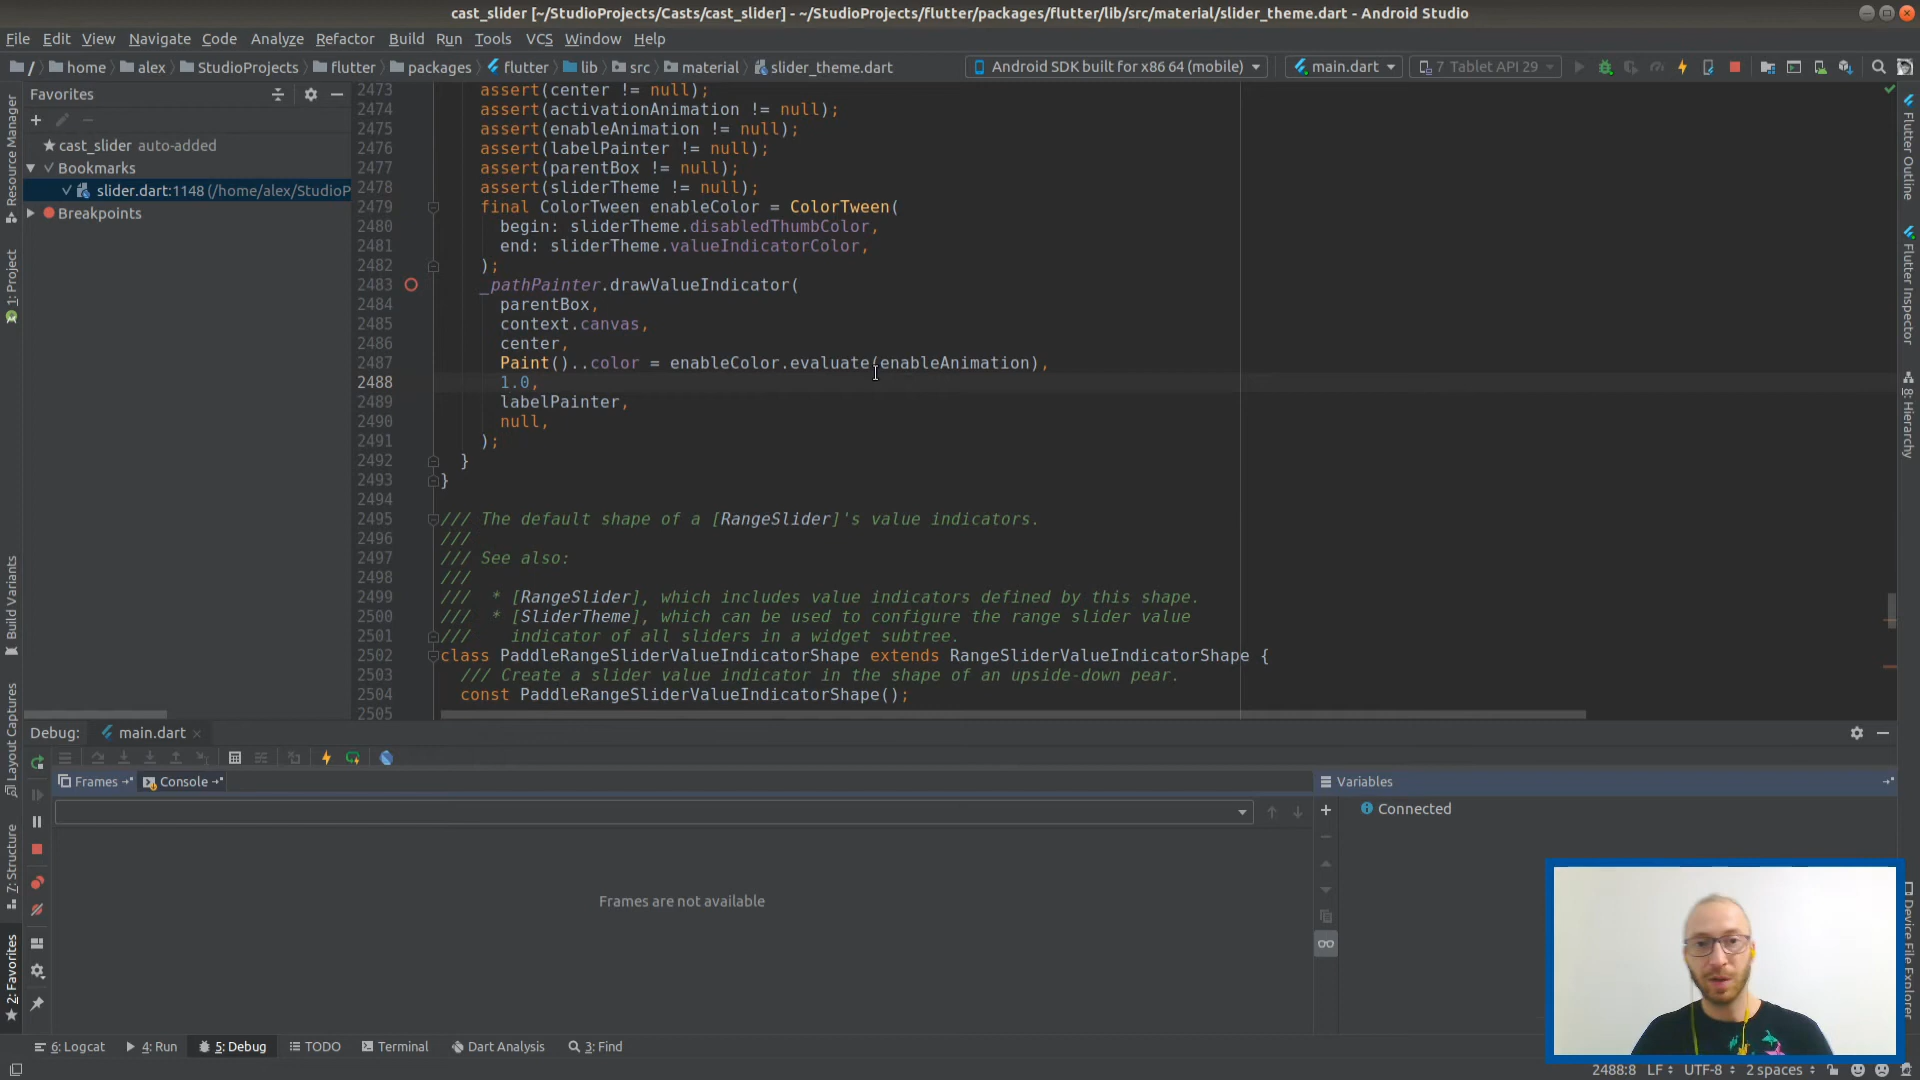 cast_slider [~/StudioProjects/Casts/cast_slider] - ~/StudioProjects/flutter/packages/flutter/lib/src/material/slider_theme.dart - Android Studio
File Edit View Navigate Code Analyze Refactor Build Run Tools VCS Window Help
/ home alex StudioProjects flutter packages flutter lib src material slider_theme.dart Android SDK built for x86 64 (mobile) main.dart 7 Tablet API 29
Favorites
cast_slider auto-added
Bookmarks
slider.dart:1148 (/home/alex/StudioP
Breakpoints
Resource Manager
1: Project
Build Variants
Layout Captures
7: Structure
2: Favorites
2473 assert(center != null);
2474 assert(activationAnimation != null);
2475 assert(enableAnimation != null);
2476 assert(labelPainter != null);
2477 assert(parentBox != null);
2478 assert(sliderTheme != null);
2479 final ColorTween enableColor = ColorTween(
2480 begin: sliderTheme.disabledThumbColor,
2481 end: sliderTheme.valueIndicatorColor,
2482 );
2483 _pathPainter.drawValueIndicator(
2484 parentBox,
2485 context.canvas,
2486 center,
2487 Paint()..color = enableColor.evaluate(enableAnimation),
2488 1.0,
2489 labelPainter,
2490 null,
2491 );
2492 }
2493 }
2494
2495 /// The default shape of a [RangeSlider]'s value indicators.
2496 ///
2497 /// See also:
2498 ///
2499 /// * [RangeSlider], which includes value indicators defined by this shape.
2500 /// * [SliderTheme], which can be used to configure the range slider value
2501 /// indicator of all sliders in a widget subtree.
2502 class PaddleRangeSliderValueIndicatorShape extends RangeSliderValueIndicatorShape {
2503 /// Create a slider value indicator in the shape of an upside-down pear.
2504 const PaddleRangeSliderValueIndicatorShape();
2505
Flutter Outline
Flutter Inspector
8: Hierarchy
Device File Explorer
Debug: main.dart
Frames Console
Variables
Connected
Frames are not available
6: Logcat 4: Run 5: Debug TODO Terminal Dart Analysis 3: Find
2488:8 LF UTF-8 2 spaces